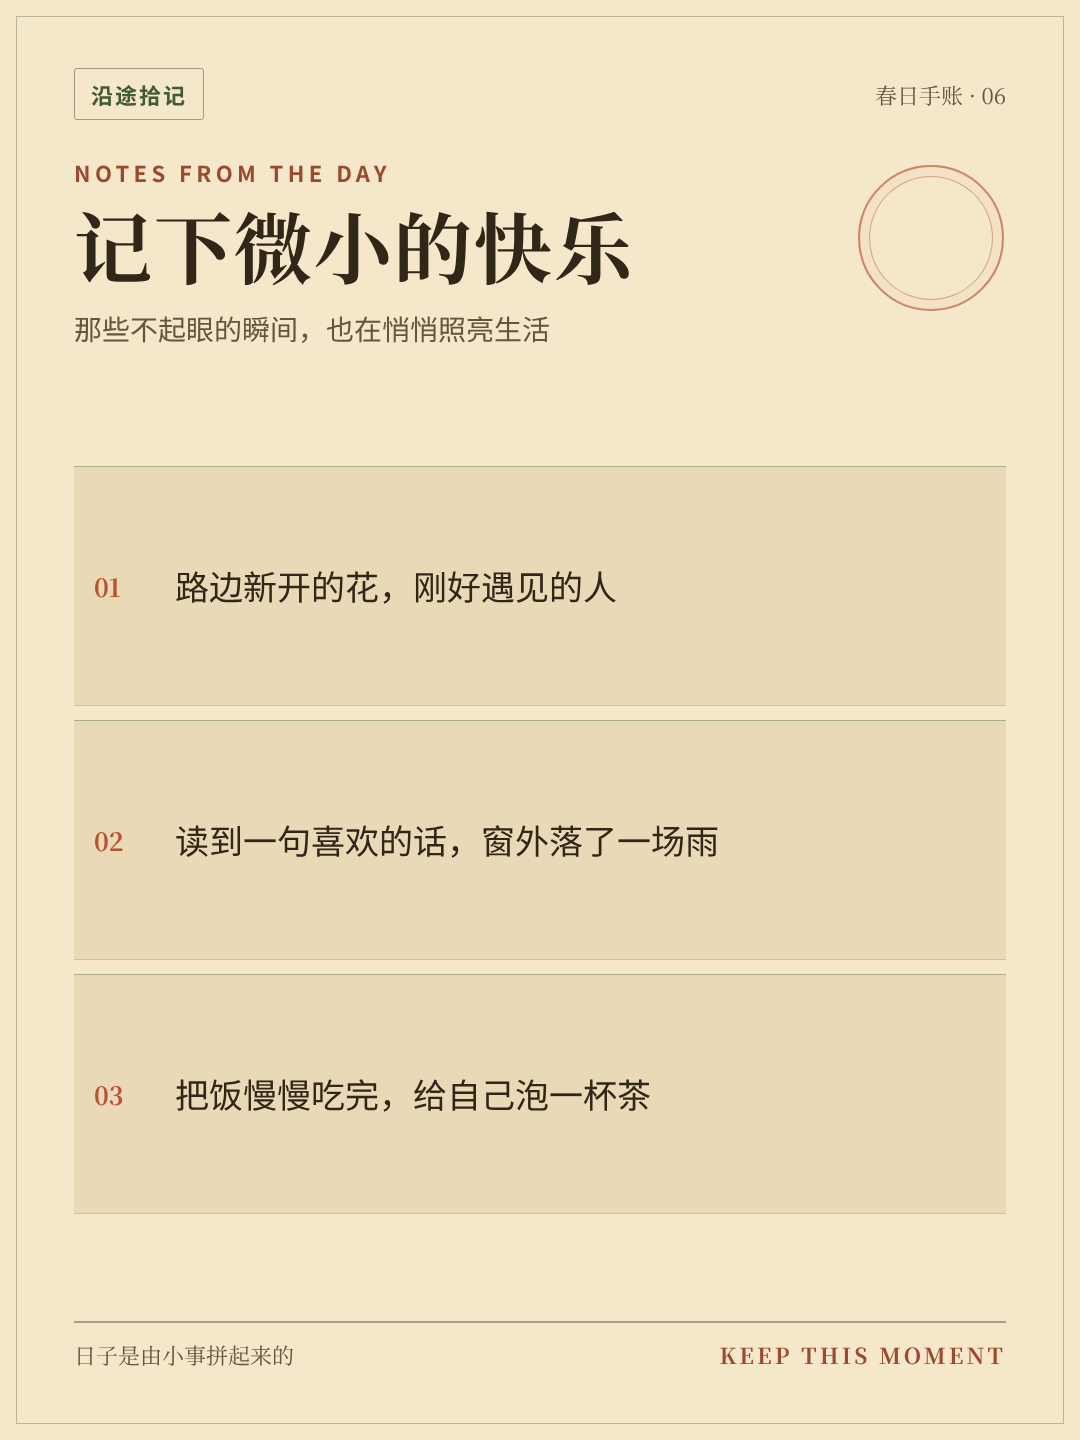 沿途拾记
春日手账 · 06
NOTES FROM THE DAY
记下微小的快乐
那些不起眼的瞬间，也在悄悄照亮生活
01 路边新开的花，刚好遇见的人
02 读到一句喜欢的话，窗外落了一场雨
03 把饭慢慢吃完，给自己泡一杯茶
日子是由小事拼起来的
KEEP THIS MOMENT